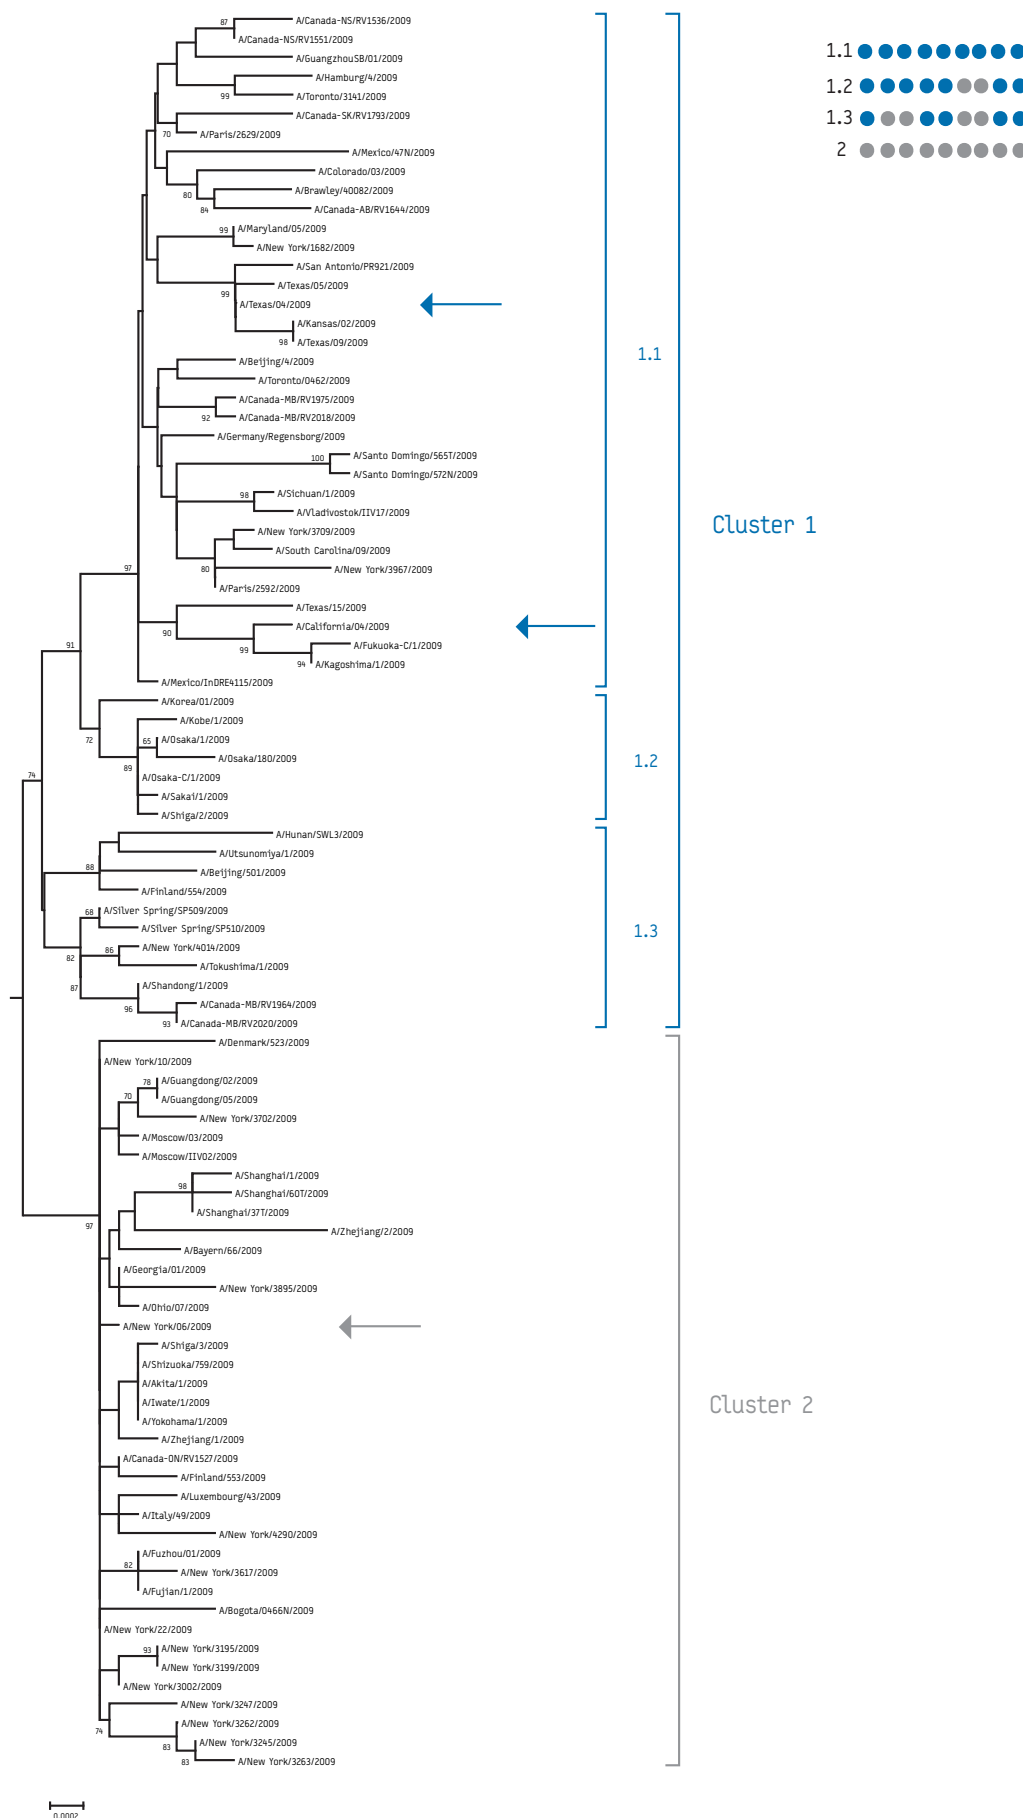 87
A/Canada-NS/RV1536/2009
A/Canada-NS/RV1551/2009
A/GuangzhouSB/01/2009
A/Hamburg/4/2009
99
A/Toronto/3141/2009
A/Canada-SK/RV1793/2009
70
A/Paris/2629/2009
A/Mexico/47N/2009
A/Colorado/03/2009
80
A/Brawley/40082/2009
84
A/Canada-AB/RV1644/2009
99
A/Maryland/05/2009
A/New York/1682/2009
A/San Antonio/PR921/2009
A/Texas/05/2009
99
A/Texas/04/2009
A/Kansas/02/2009
98
A/Texas/09/2009
A/Beijing/4/2009
A/Toronto/0462/2009
A/Canada-MB/RV1975/2009
92
A/Canada-MB/RV2018/2009
A/Germany/Regensborg/2009
100
A/Santo Domingo/565T/2009
A/Santo Domingo/572N/2009
98
A/Sichuan/1/2009
A/Vladivostok/IIV17/2009
A/New York/3709/2009
A/South Carolina/09/2009
80
A/New York/3967/2009
A/Paris/2592/2009
97
A/Texas/15/2009
90
A/California/04/2009
99
A/Fukuoka-C/1/2009
94
A/Kagoshima/1/2009
91
A/Mexico/InDRE4115/2009
A/Korea/01/2009
72
A/Kobe/1/2009
65
A/Osaka/1/2009
A/Osaka/180/2009
89
A/Osaka-C/1/2009
74
A/Sakai/1/2009
A/Shiga/2/2009
A/Hunan/SWL3/2009
A/Utsunomiya/1/2009
88
A/Beijing/501/2009
A/Finland/554/2009
68
A/Silver Spring/SP509/2009
A/Silver Spring/SP510/2009
86
A/New York/4014/2009
82
A/Tokushima/1/2009
87
A/Shandong/1/2009
96
A/Canada-MB/RV1964/2009
93
A/Canada-MB/RV2020/2009
A/Denmark/523/2009
A/New York/10/2009
78
A/Guangdong/02/2009
70
A/Guangdong/05/2009
A/New York/3702/2009
A/Moscow/03/2009
A/Moscow/IIV02/2009
A/Shanghai/1/2009
98
A/Shanghai/60T/2009
A/Shanghai/37T/2009
97
A/Zhejiang/2/2009
A/Bayern/66/2009
A/Georgia/01/2009
A/New York/3895/2009
A/Ohio/07/2009
A/New York/06/2009
A/Shiga/3/2009
A/Shizuoka/759/2009
A/Akita/1/2009
A/Iwate/1/2009
A/Yokohama/1/2009
A/Zhejiang/1/2009
A/Canada-ON/RV1527/2009
A/Finland/553/2009
A/Luxembourg/43/2009
A/Italy/49/2009
A/New York/4290/2009
A/Fuzhou/01/2009
82
A/New York/3617/2009
A/Fujian/1/2009
A/Bogota/0466N/2009
A/New York/22/2009
93
A/New York/3195/2009
A/New York/3199/2009
A/New York/3002/2009
A/New York/3247/2009
74
A/New York/3262/2009
83
A/New York/3245/2009
83
A/New York/3263/2009
0.0002
1.1
1.2
1.3
Cluster 1
Cluster 2
1.1
1.2
1.3
2